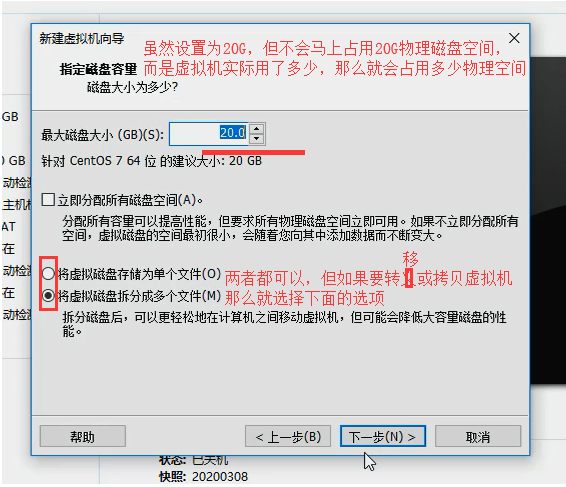 新建虚拟机向导
虽然设置为20G，但不会马上占用20G物理磁盘空间，
而是虚拟机实际用了多少，那么就会占用多少物理空间
指定磁盘容量
磁盘大小为多少?
GB
最大磁盘大小 (GB)(S):
20.0
针对 CentOS 7 64 位 的建议大小: 20 GB
0 GB
动检测
主机模
AT
在
在
动检测
立即分配所有磁盘空间(A)。
分配所有容量可以提高性能，但要求所有物理磁盘空间立即可用。如果不立即分配所有
空间，虚拟磁盘的空间最初很小，会随着您向其中添加数据而不断变大。
移
将虚拟磁盘存储为单个文件(O)
两者都可以，但如果要转 或拷贝虚拟机
将虚拟磁盘拆分成多个文件(M)
那么就选择下面的选项
拆分磁盘后，可以更轻松地在计算机之间移动虚拟机，但可能会降低大容量磁盘的性
能。
帮助
< 上一步(B)
下一步(N) >
取消
状态: 已关机
快照: 20200308